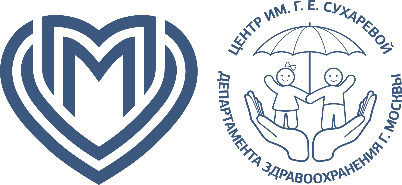 М
ЦЕНТР ИМ. Г. Е. СУХАРЕВОЙ
ДЕПАРТАМЕНТА ЗДРАВООХРАНЕНИЯ Г. МОСКВЫ